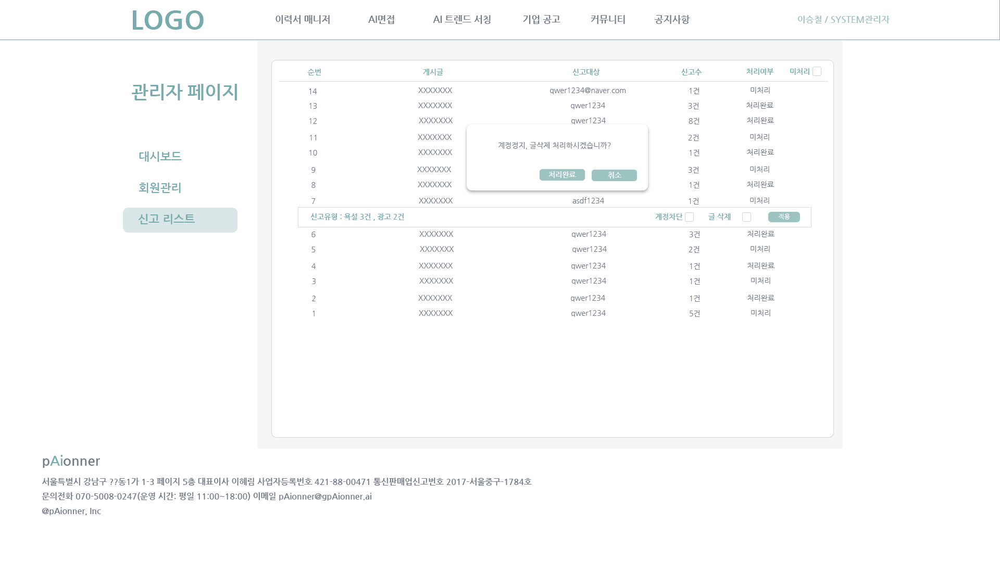 LOGO 이력서 매니저 AI면접 AI 트렌드 서칭 기업 공고 커뮤니티 공지사항 이승철 / SYSTEM관리자
관리자 페이지
대시보드
회원관리
신고 리스트
순번 게시글 신고대상 신고수 처리여부 미처리
14 XXXXXXX qwer1234@naver.com 1건 미처리
13 XXXXXXX qwer1234 3건 처리완료
12 XXXXXXX qwer1234 8건 처리완료
11 XXXXXXX 2건 미처리
10 XXXXXXX 1건 처리완료
9 XXXXXXX 3건 미처리
8 XXXXXXX 1건 처리완료
계정정지, 글삭제 처리하시겠습니까?
처리완료 취소
7 XXXXXXX asdf1234 1건 미처리
신고유형 : 욕설 3건 , 광고 2건 계정차단 글 삭제 적용
6 XXXXXXX qwer1234 3건 처리완료
5 XXXXXXX qwer1234 2건 미처리
4 XXXXXXX qwer1234 1건 처리완료
3 XXXXXXX qwer1234 1건 미처리
2 XXXXXXX qwer1234 1건 처리완료
1 XXXXXXX qwer1234 5건 미처리
pAionner
서울특별시 강남구 ??동1가 1-3 페이지 5층 대표이사 이혜림 사업자등록번호 421-88-00471 통신판매업신고번호 2017-서울중구-1784호
문의전화 070-5008-0247(운영 시간: 평일 11:00~18:00) 이메일 pAionner@gpAionner.ai
@pAionner, Inc